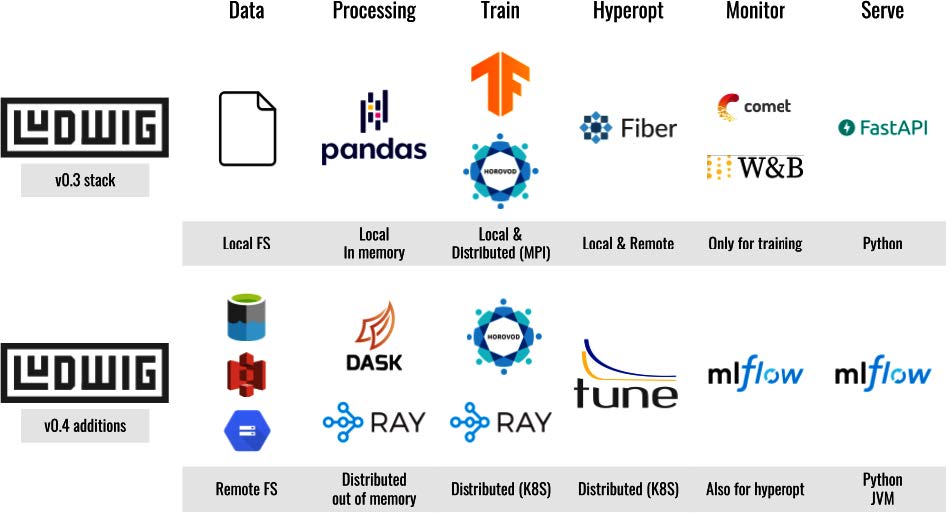 Data Processing Train Hyperopt Monitor Serve
LUDWIG
v0.3 stack
pandas
TF
HOROVOD
Fiber
comet
W&B
FastAPI
Local FS
Local
In memory
Local &
Distributed (MPI)
Local & Remote
Only for training
Python
LUDWIG
v0.4 additions
DASK
RAY
HOROVOD
RAY
tune
mlflow
mlflow
Remote FS
Distributed
out of memory
Distributed (K8S)
Distributed (K8S)
Also for hyperopt
Python
JVM